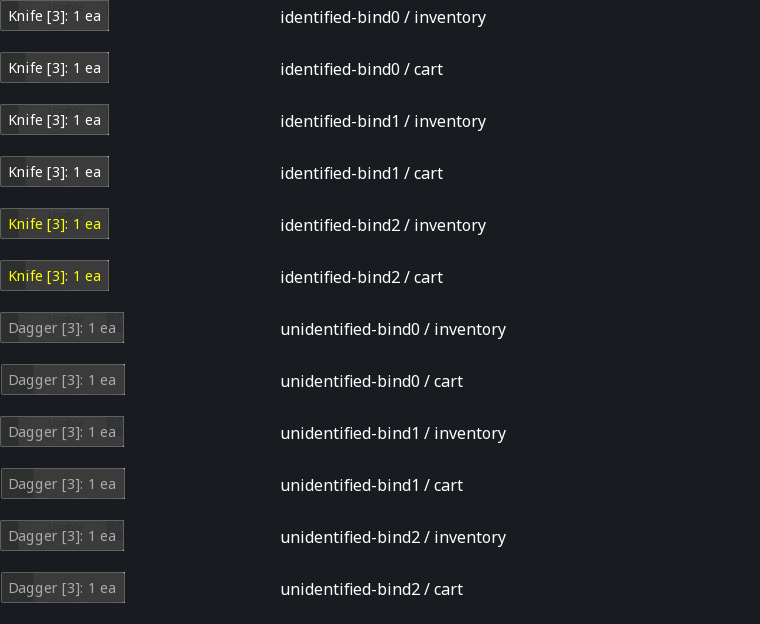 Knife [3]: 1 ea identified-bind0 / inventory
Knife [3]: 1 ea identified-bind0 / cart
Knife [3]: 1 ea identified-bind1 / inventory
Knife [3]: 1 ea identified-bind1 / cart
Knife [3]: 1 ea identified-bind2 / inventory
Knife [3]: 1 ea identified-bind2 / cart
Dagger [3]: 1 ea unidentified-bind0 / inventory
Dagger [3]: 1 ea unidentified-bind0 / cart
Dagger [3]: 1 ea unidentified-bind1 / inventory
Dagger [3]: 1 ea unidentified-bind1 / cart
Dagger [3]: 1 ea unidentified-bind2 / inventory
Dagger [3]: 1 ea unidentified-bind2 / cart